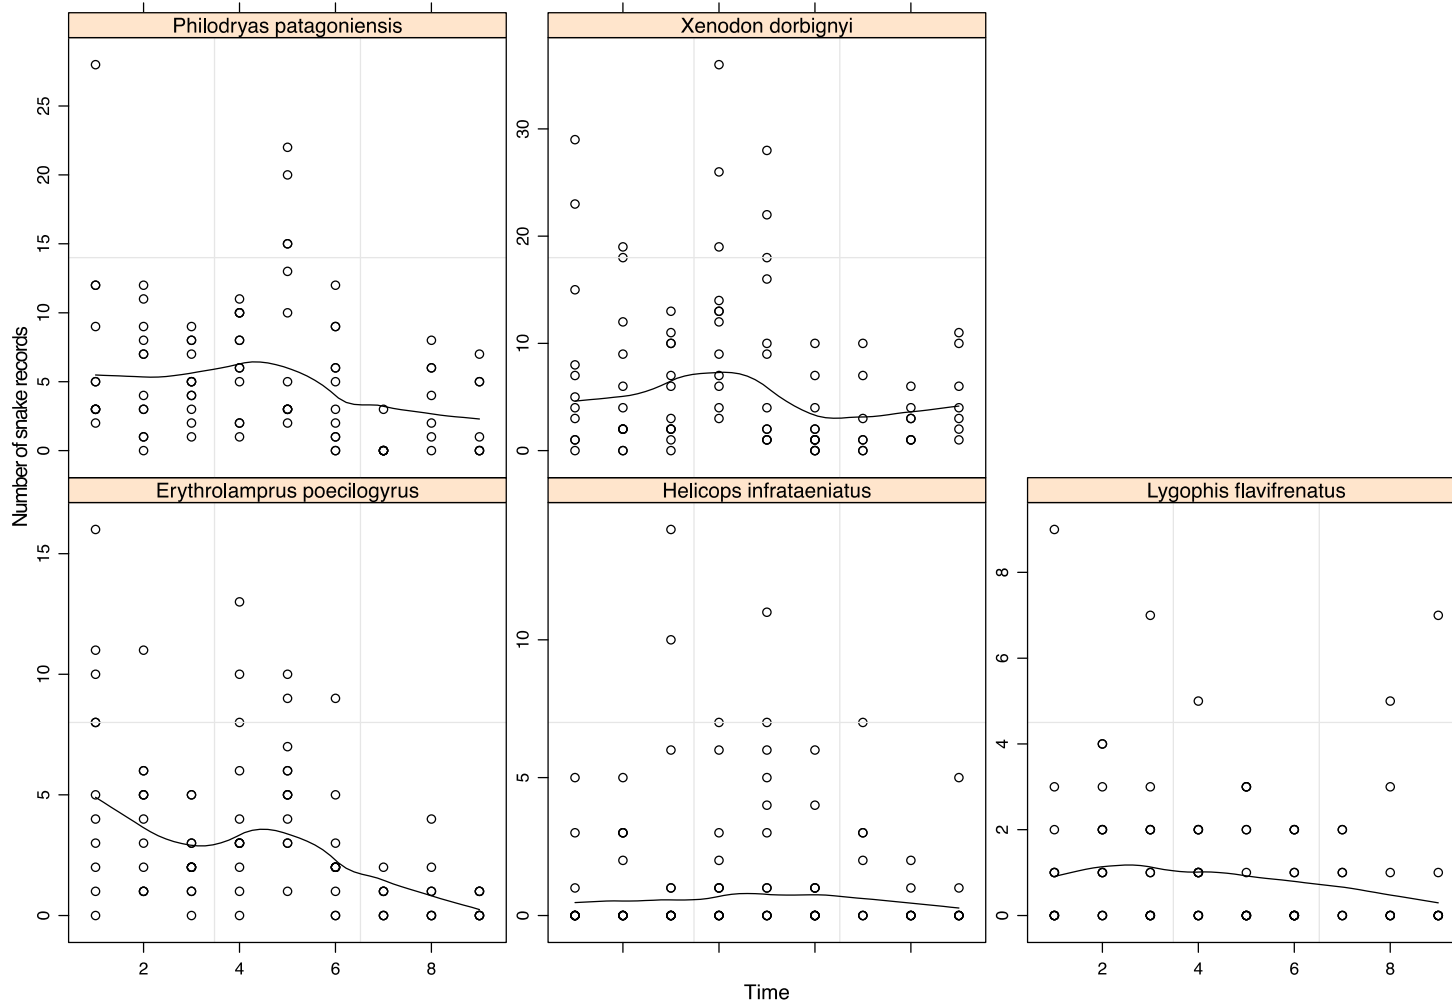 Philodryas patagoniensis
Xenodon dorbignyi
25
20
15
10
5
0
30
20
10
0
Number of snake records
Erythrolamprus poecilogyrus
Helicops infrataeniatus
Lygophis flavifrenatus
15
10
5
0
10
5
0
8
6
4
2
0
2 4 6 8
2 4 6 8
Time